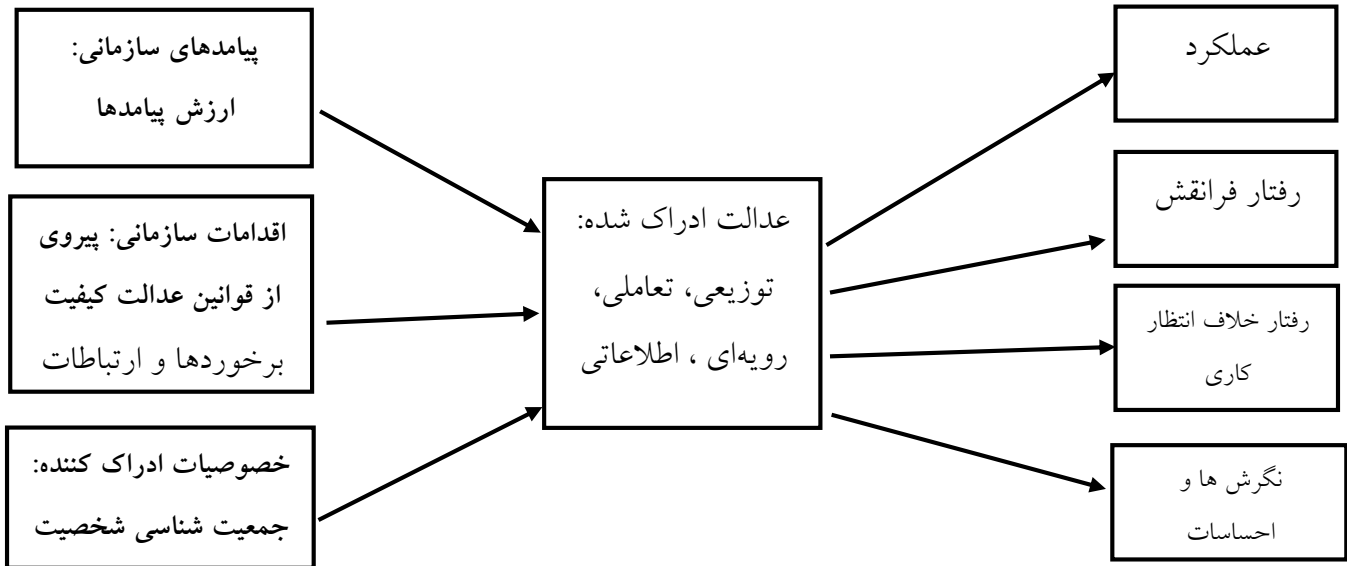 پیامدهای سازمانی:
ارزش پیامدها
اقدامات سازمانی: پیروی
از قوانین عدالت کیفیت
برخوردها و ارتباطات
خصوصیات ادراک کننده:
جمعیت شناسی شخصیت
عدالت ادراک شده:
توزیعی، تعاملی،
رویه‌ای ، اطلاعاتی
عملکرد
رفتار فرانقش
رفتار خلاف انتظار
کاری
نگرش ها و
احساسات